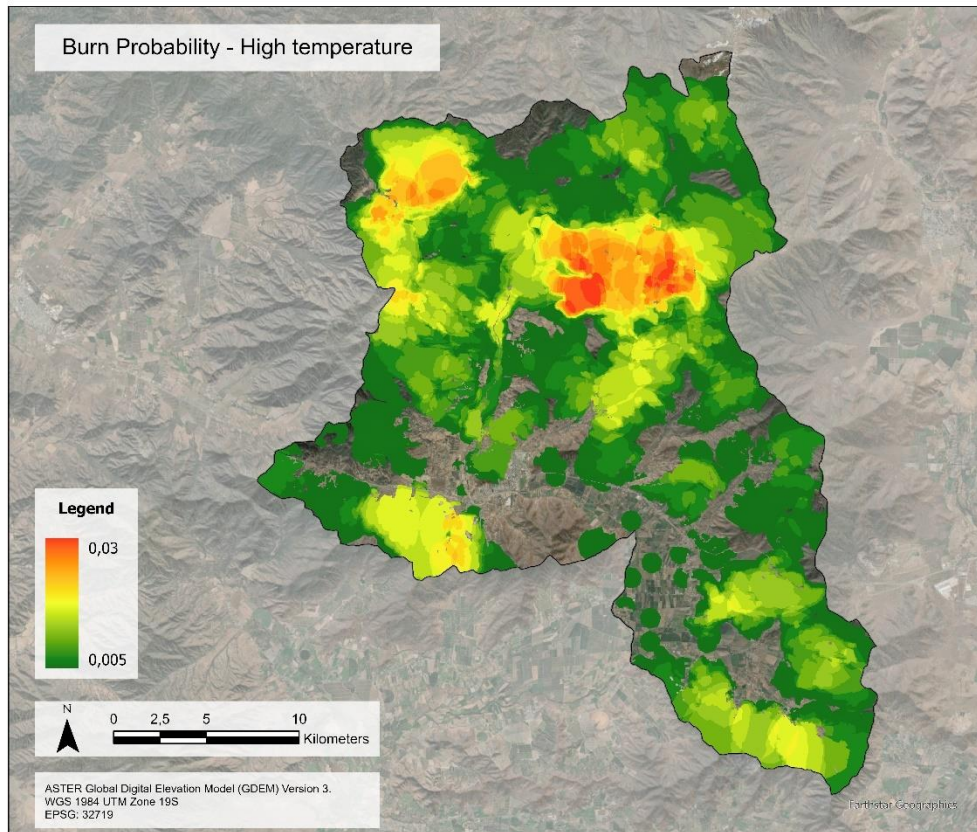 Burn Probability - High temperature
Legend
0,03
0,005
N
0 2,5 5 10
Kilometers
ASTER Global Digital Elevation Model (GDEM) Version 3.
WGS 1984 UTM Zone 19S
EPSG: 32719
Earthstar Geographics